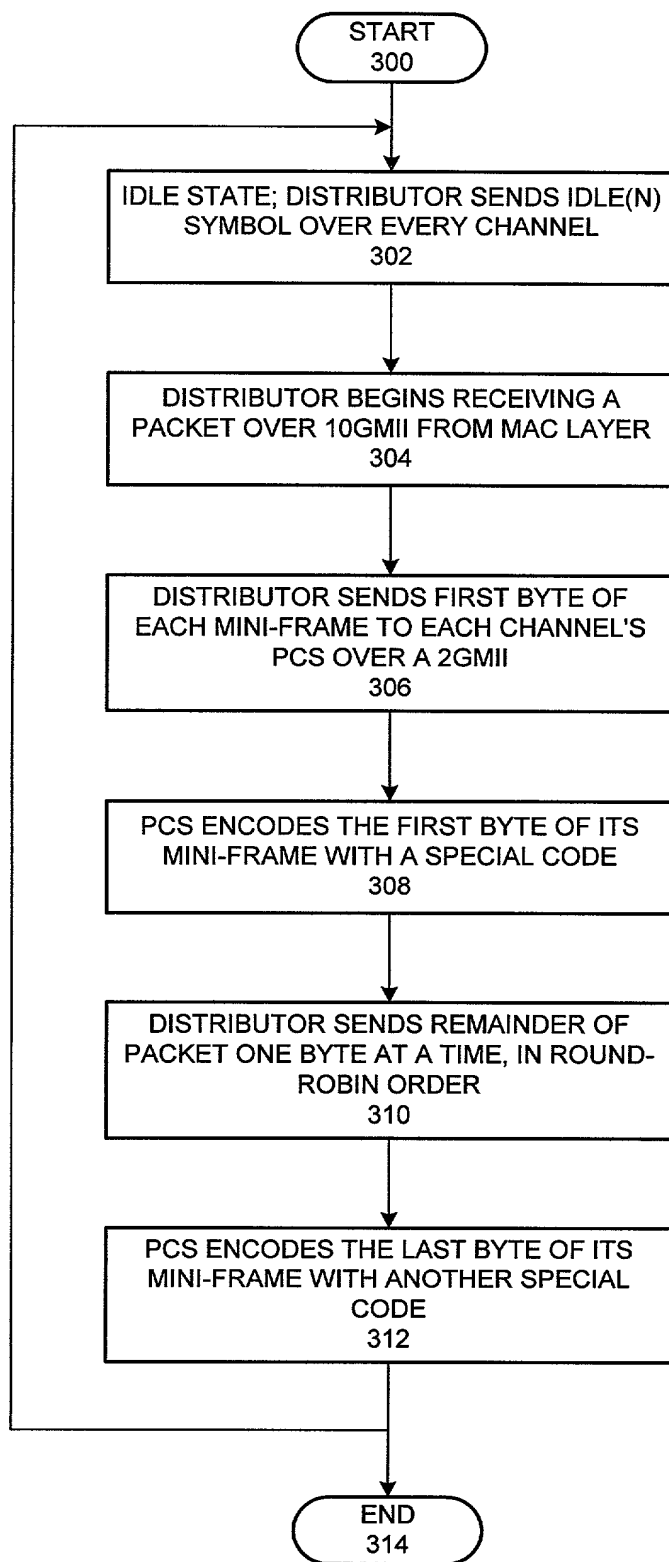 START
300
IDLE STATE; DISTRIBUTOR SENDS IDLE(N)
SYMBOL OVER EVERY CHANNEL
302
DISTRIBUTOR BEGINS RECEIVING A
PACKET OVER 10GMII FROM MAC LAYER
304
DISTRIBUTOR SENDS FIRST BYTE OF
EACH MINI-FRAME TO EACH CHANNEL'S
PCS OVER A 2GMII
306
PCS ENCODES THE FIRST BYTE OF ITS
MINI-FRAME WITH A SPECIAL CODE
308
DISTRIBUTOR SENDS REMAINDER OF
PACKET ONE BYTE AT A TIME, IN ROUND-
ROBIN ORDER
310
PCS ENCODES THE LAST BYTE OF ITS
MINI-FRAME WITH ANOTHER SPECIAL
CODE
312
END
314